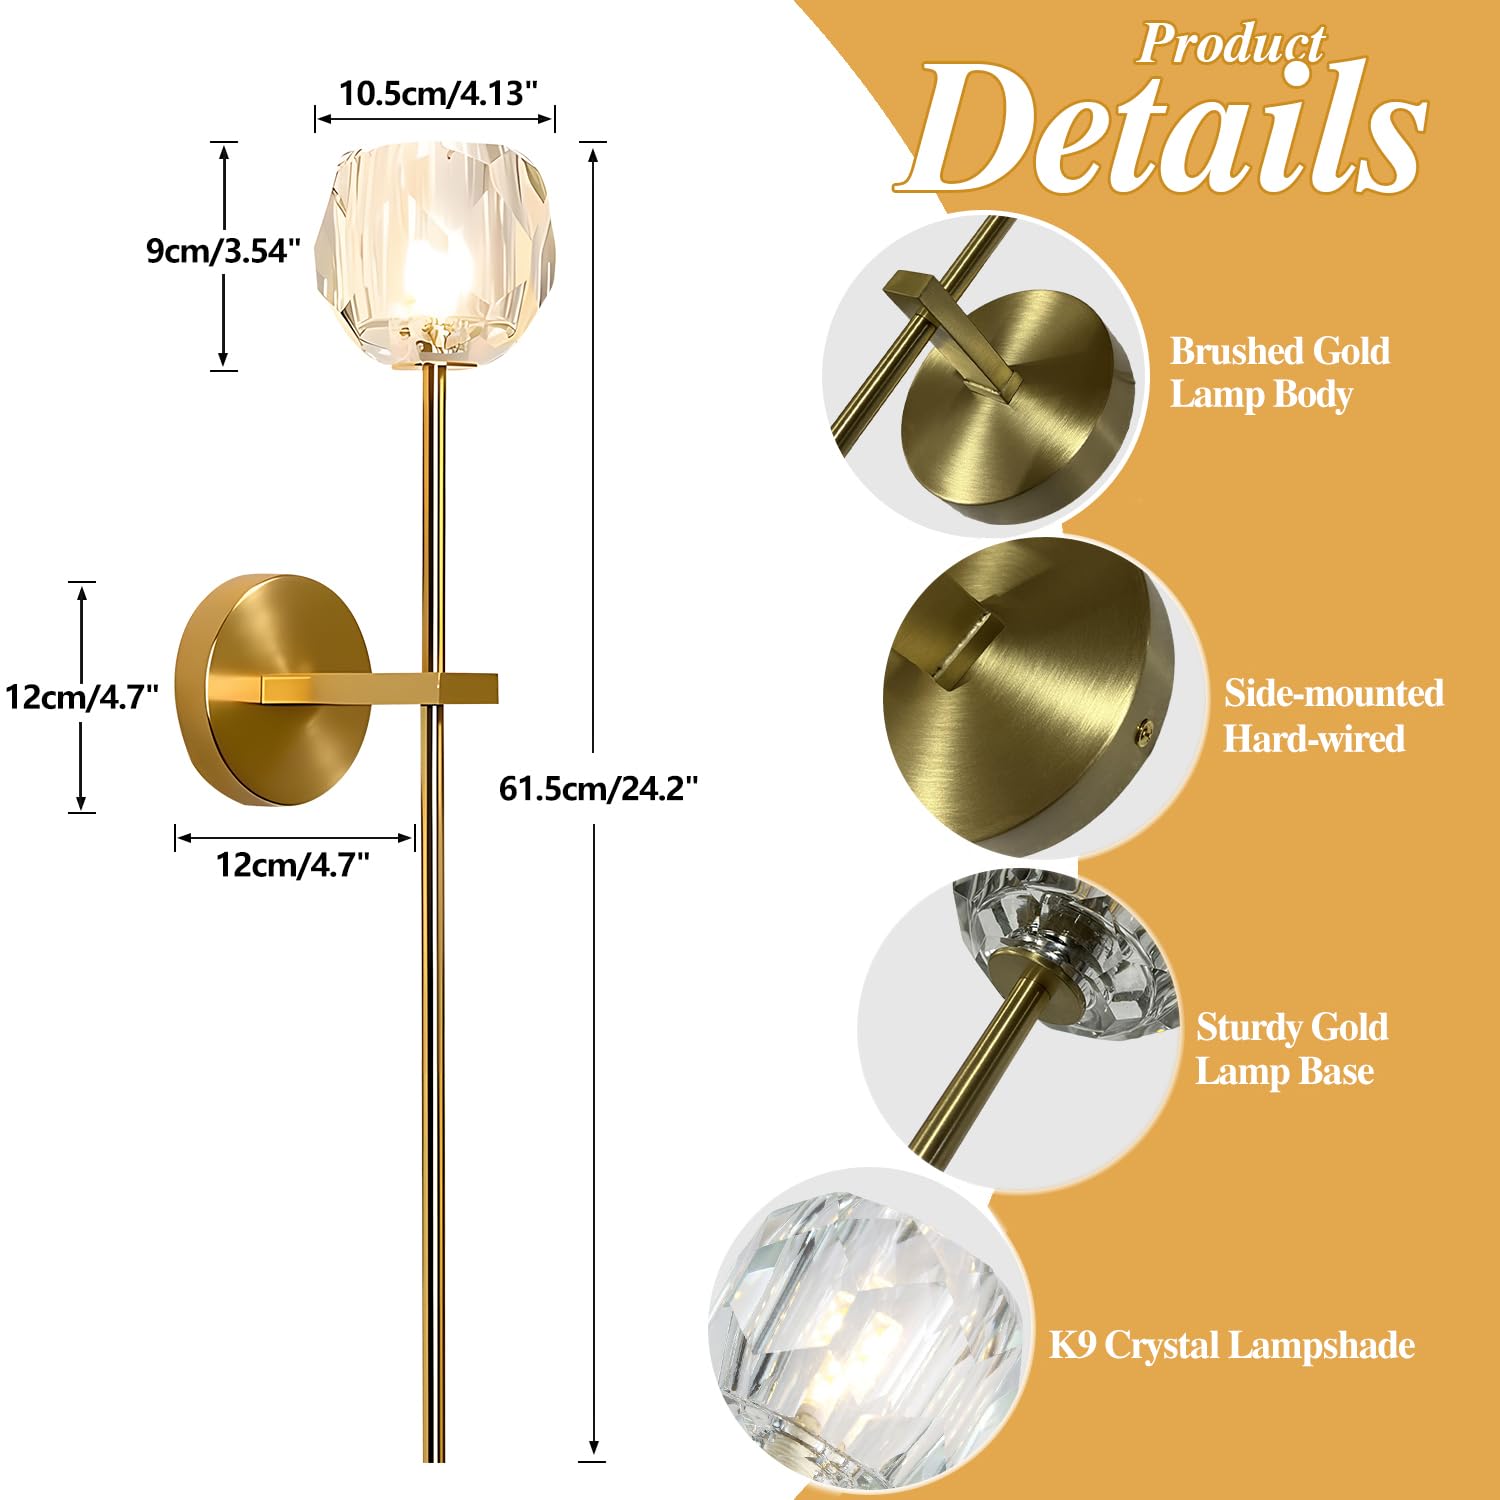 Product
Details
10.5cm/4.13"
9cm/3.54"
12cm/4.7"
12cm/4.7"
61.5cm/24.2"
Brushed Gold
Lamp Body
Side-mounted
Hard-wired
Sturdy Gold
Lamp Base
K9 Crystal Lampshade